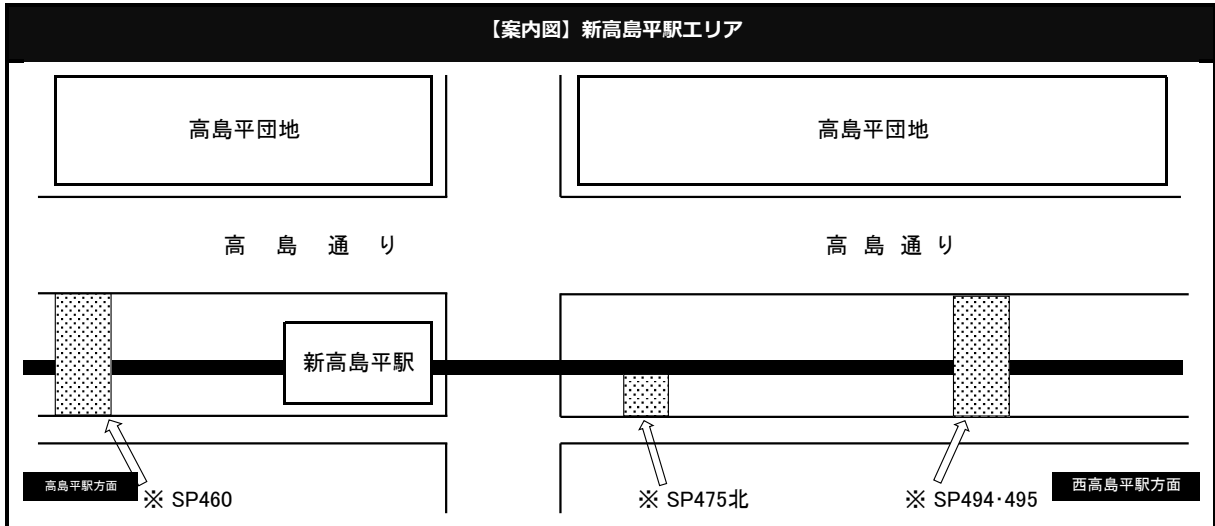 【案内図】新高島平駅エリア
高島平団地
高島平団地
高島通り
高島通り
新高島平駅
高島平駅方面
※ SP460
※ SP475北
※ SP494･495
西高島平駅方面